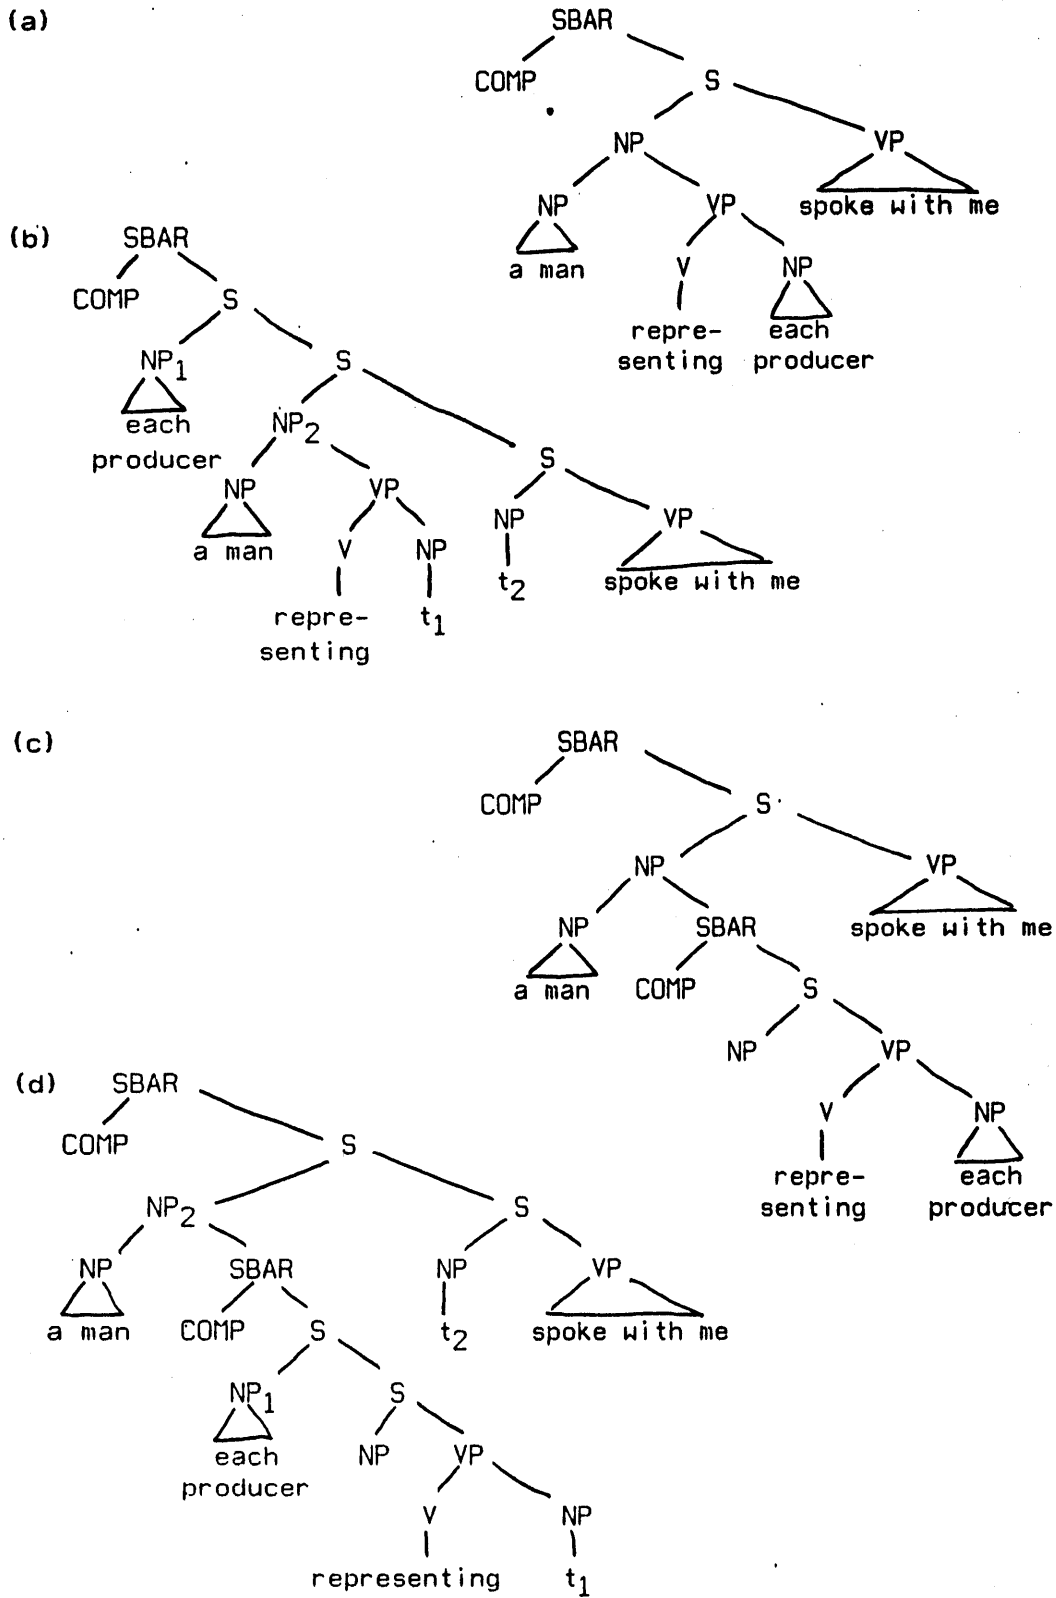 (a)
SBAR
COMP S
NP VP
NP VP spoke with me
a man V NP
repre- each
senting producer
(b)
SBAR
COMP S
NP1 S
each NP2 S
producer
NP VP NP VP
a man V NP t2 spoke with me
repre- t1
senting
(c)
SBAR
COMP S
NP VP
NP SBAR spoke with me
a man COMP S
NP VP
V NP
repre- each
senting producer
(d)
SBAR
COMP S
NP2 S
NP SBAR NP VP
a man COMP S t2 spoke with me
NP1 S
each NP VP
producer
V NP
representing t1